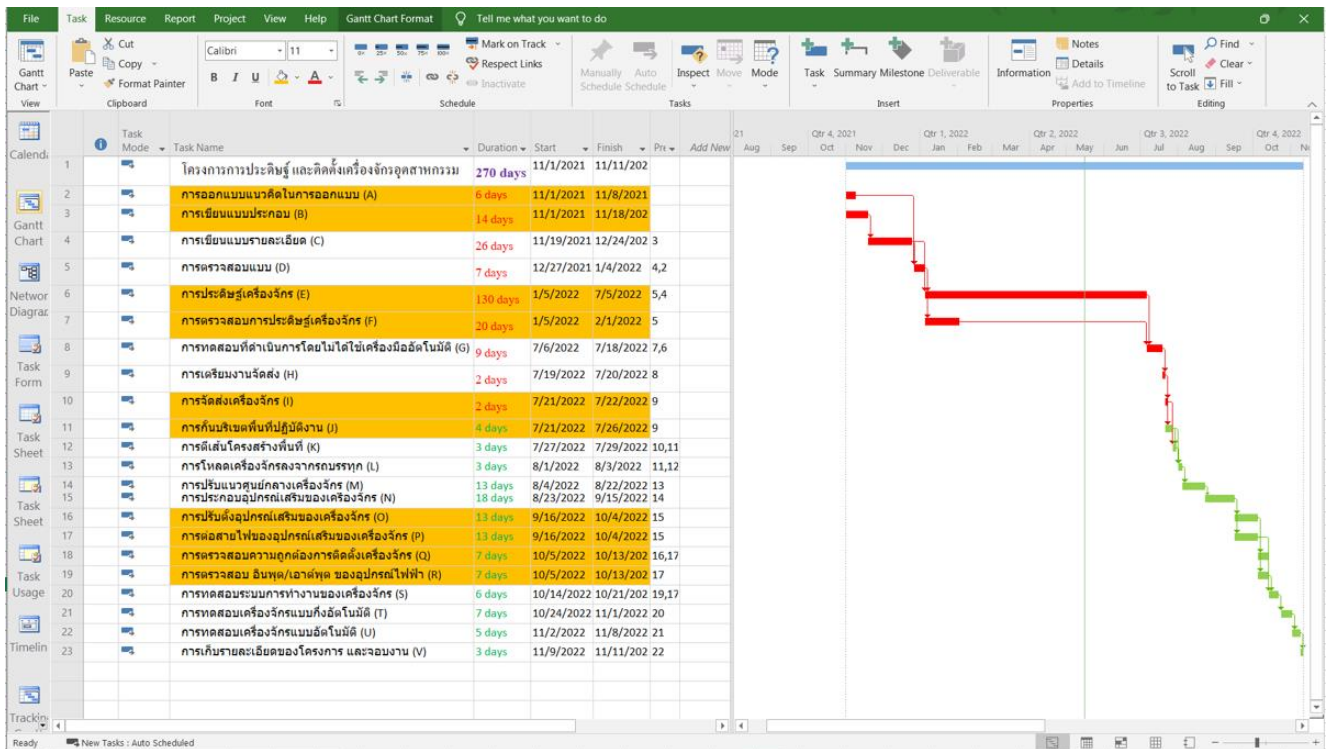 File Task Resource Report Project View Help Gantt Chart Format Tell me what you want to do
Cut
Copy
Format Painter
Paste
Gantt Chart
Calibri 11
B I U A
0× 25× 50× 75× 100×
Mark on Track
Respect Links
Inactivate
Manually Schedule
Auto Schedule
Inspect Move Mode
Task Summary Milestone Deliverable
Information
Notes
Details
Add to Timeline
Scroll to Task
Find
Clear
Fill
View Clipboard Font Schedule Tasks Insert Properties Editing
Task Mode Task Name Duration Start Finish Pre Add New
021 Qtr 4, 2021 Qtr 1, 2022 Qtr 2, 2022 Qtr 3, 2022 Qtr 4, 2022
Aug Sep Oct Nov Dec Jan Feb Mar Apr May Jun Jul Aug Sep Oct
1 โครงการการประดิษฐ์ และติดตั้งเครื่องจักรอุตสาหกรรม 270 days 11/1/2021 11/11/202
2 การออกแบบแนวคิดในการออกแบบ (A) 6 days 11/1/2021 11/8/2021
3 การเขียนแบบประกอบ (B) 14 days 11/1/2021 11/18/202
4 การเขียนแบบรายละเอียด (C) 26 days 11/19/2021 12/24/202 3
5 การตรวจสอบแบบ (D) 7 days 12/27/2021 1/4/2022 4,2
6 การประดิษฐ์เครื่องจักร (E) 130 days 1/5/2022 7/5/2022 5,4
7 การตรวจสอบการประดิษฐ์เครื่องจักร (F) 20 days 1/5/2022 2/1/2022 5
8 การทดสอบที่ดำเนินการโดยไม่ได้ใช้เครื่องมืออัตโนมัติ (G) 9 days 7/6/2022 7/18/2022 7,6
9 การเตรียมงานจัดส่ง (H) 2 days 7/19/2022 7/20/2022 8
10 การจัดส่งเครื่องจักร (I) 2 days 7/21/2022 7/22/2022 9
11 การกั้นบริเขตพื้นที่ปฏิบัติงาน (J) 4 days 7/21/2022 7/26/2022 9
12 การตีเส้นโครงสร้างพื้นที่ (K) 3 days 7/27/2022 7/29/2022 10,11
13 การโหลดเครื่องจักรลงจากรถบรรทุก (L) 3 days 8/1/2022 8/3/2022 11,12
14 การปรับแนวศูนย์กลางเครื่องจักร (M) 13 days 8/4/2022 8/22/2022 13
15 การประกอบอุปกรณ์เสริมของเครื่องจักร (N) 18 days 8/23/2022 9/15/2022 14
16 การปรับตั้งอุปกรณ์เสริมของเครื่องจักร (O) 13 days 9/16/2022 10/4/2022 15
17 การต่อสายไฟของอุปกรณ์เสริมของเครื่องจักร (P) 13 days 9/16/2022 10/4/2022 15
18 การตรวจสอบความถูกต้องการติดตั้งเครื่องจักร (Q) 7 days 10/5/2022 10/13/202 16,17
19 การตรวจสอบ อินพุต/เอาต์พุต ของอุปกรณ์ไฟฟ้า (R) 7 days 10/5/2022 10/13/202 17
20 การทดสอบระบบการทำงานของเครื่องจักร (S) 6 days 10/14/2022 10/21/202 19,17
21 การทดสอบเครื่องจักรแบบกึ่งอัตโนมัติ (T) 7 days 10/24/2022 11/1/2022 20
22 การทดสอบเครื่องจักรแบบอัตโนมัติ (U) 5 days 11/2/2022 11/8/2022 21
23 การเก็บรายละเอียดของโครงการ และจอบงาน (V) 3 days 11/9/2022 11/11/202 22
Calend
Gantt Chart
Networ Diagra
Task Form
Task Sheet
Task Sheet
Task Usage
Timelin
Trackin
Ready New Tasks : Auto Scheduled